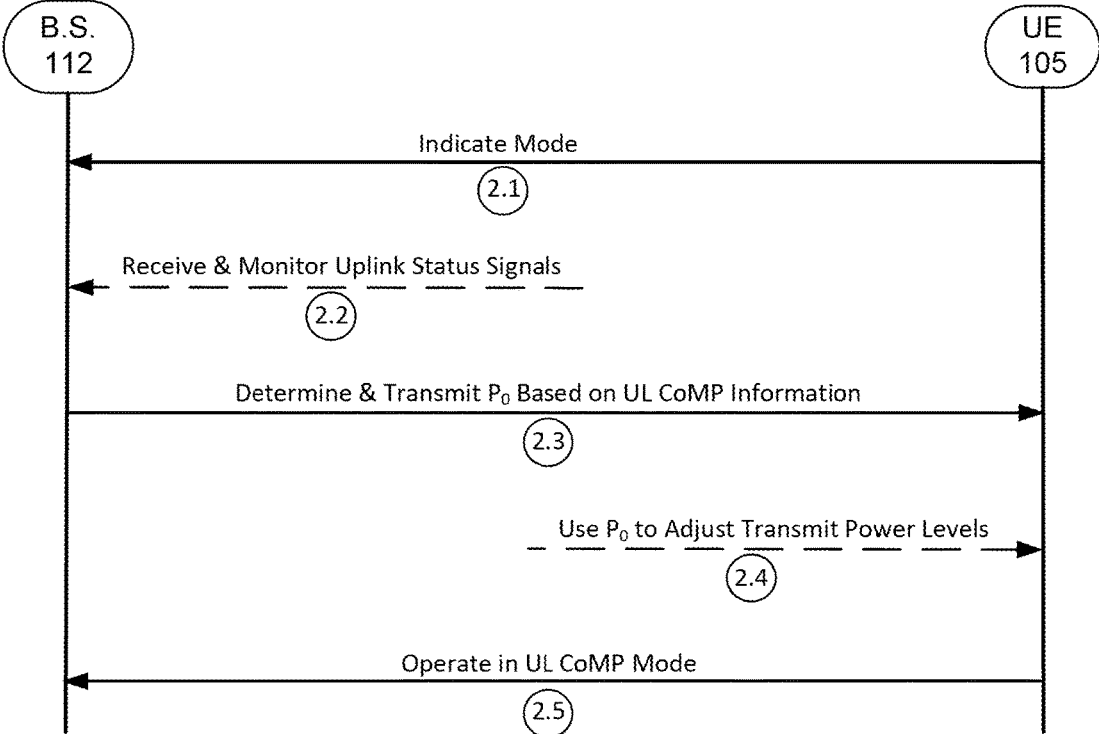 B.S.
112
UE
105
Indicate Mode
2.1
Receive & Monitor Uplink Status Signals
2.2
Determine & Transmit P₀ Based on UL CoMP Information
2.3
Use P₀ to Adjust Transmit Power Levels
2.4
Operate in UL CoMP Mode
2.5